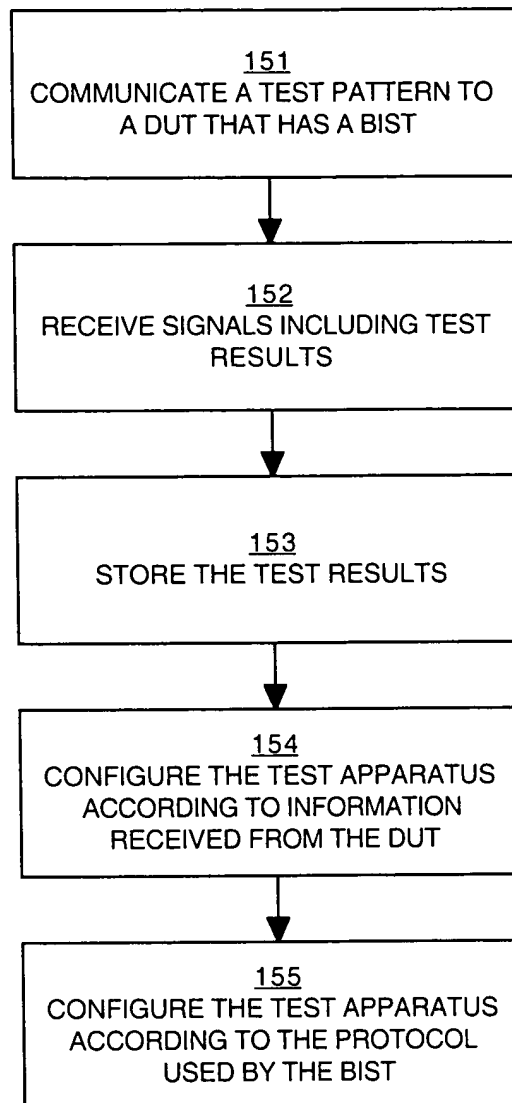 151
COMMUNICATE A TEST PATTERN TO
A DUT THAT HAS A BIST
152
RECEIVE SIGNALS INCLUDING TEST
RESULTS
153
STORE THE TEST RESULTS
154
CONFIGURE THE TEST APPARATUS
ACCORDING TO INFORMATION
RECEIVED FROM THE DUT
155
CONFIGURE THE TEST APPARATUS
ACCORDING TO THE PROTOCOL
USED BY THE BIST